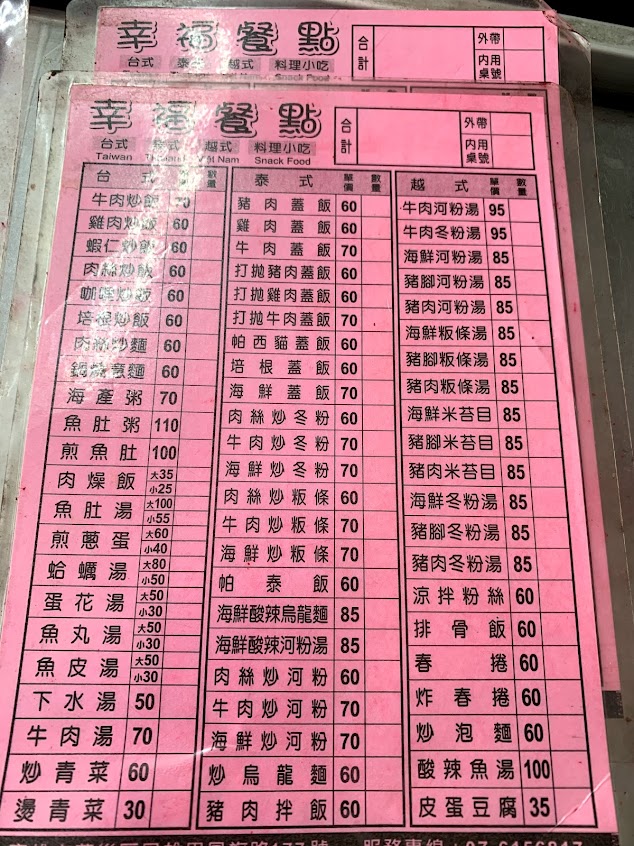 幸福餐點
合計
外帶
內用
桌號
台式
越式
料理小吃
Snack Food
幸福餐點
合計
外帶
內用
桌號
台式 越式 料理小吃
Taiwan Viet Nam Snack Food
台式 數量
牛肉炒飯 70
雞肉炒飯 60
蝦仁炒飯 60
肉絲炒飯 60
咖哩炒飯 60
培根炒飯 60
肉絲炒麵 60
鍋燒意麵 60
海產粥 70
魚肚粥 110
煎魚肚 100
肉燥飯 大35 小25
魚肚湯 大100 小55
煎蔥蛋 大60 小40
蛤蠣湯 大80 小50
蛋花湯 大50 小30
魚丸湯 大50 小30
魚皮湯 大50 小30
下水湯 50
牛肉湯 70
炒青菜 60
燙青菜 30
泰式 單價 數量
豬肉蓋飯 60
雞肉蓋飯 60
牛肉蓋飯 70
打拋豬肉蓋飯 60
打拋雞肉蓋飯 60
打拋牛肉蓋飯 70
帕西貓蓋飯 60
培根蓋飯 60
海鮮蓋飯 70
肉絲炒冬粉 60
牛肉炒冬粉 70
海鮮炒冬粉 70
肉絲炒粄條 60
牛肉炒粄條 70
海鮮炒粄條 70
帕泰飯 60
海鮮酸辣烏龍麵 85
海鮮酸辣河粉湯 85
肉絲炒河粉 60
牛肉炒河粉 70
海鮮炒河粉 70
炒烏龍麵 60
豬肉拌飯 60
越式 單價 數量
牛肉河粉湯 95
牛肉冬粉湯 95
海鮮河粉湯 85
豬腳河粉湯 85
豬肉河粉湯 85
海鮮粄條湯 85
豬腳粄條湯 85
豬肉粄條湯 85
海鮮米苔目 85
豬腳米苔目 85
豬肉米苔目 85
海鮮冬粉湯 85
豬腳冬粉湯 85
豬肉冬粉湯 85
涼拌粉絲 60
排骨飯 60
春捲 60
炸春捲 60
炒泡麵 60
酸辣魚湯 100
皮蛋豆腐 35